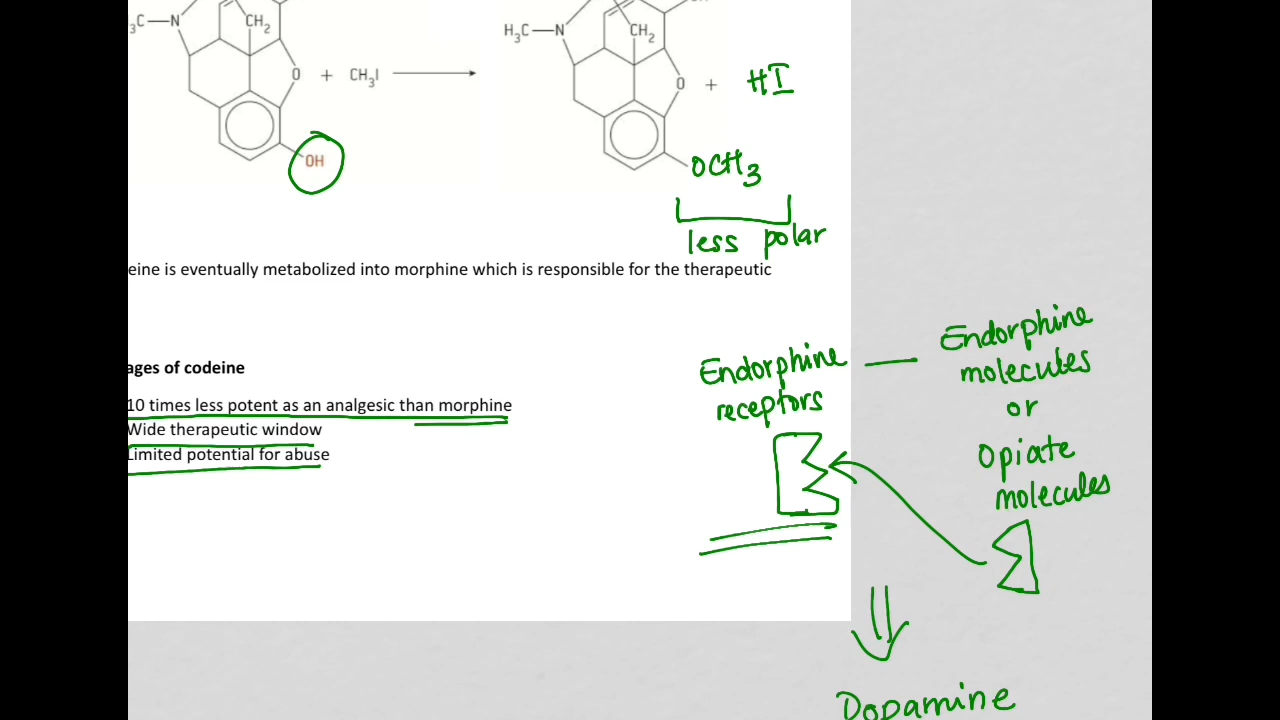 ₃C—N
CH₂
O
+ CH₃I
OH
H₃C—N
CH₂
O
+ HI
OCH₃
less polar
eine is eventually metabolized into morphine which is responsible for the therapeutic
ages of codeine
10 times less potent as an analgesic than morphine
Wide therapeutic window
Limited potential for abuse
Endorphine
receptors
Endorphine
molecules
or
Opiate
molecules
Dopamine